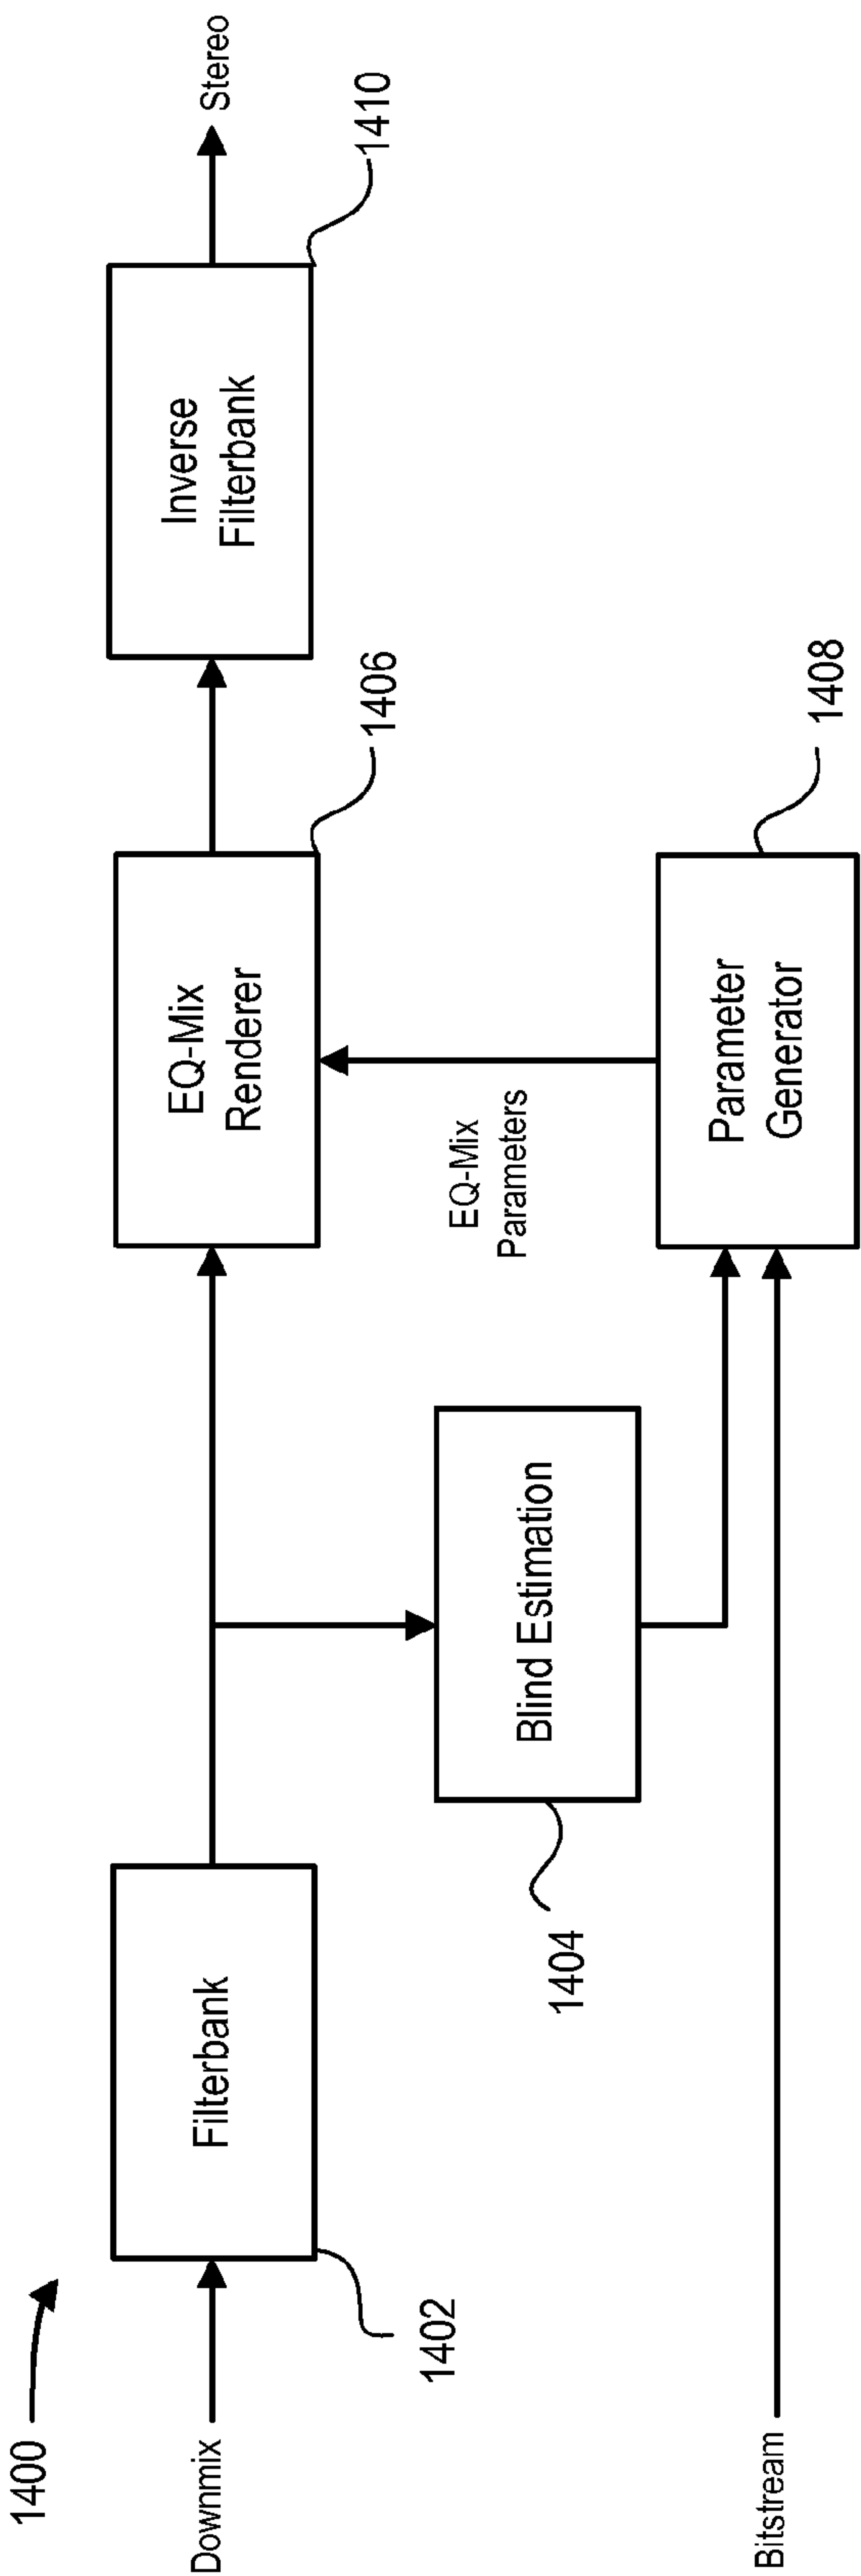 1400
Downmix
Filterbank
1402
Blind Estimation
1404
EQ-Mix
Renderer
1406
EQ-Mix
Parameters
Inverse
Filterbank
1410
Stereo
Bitstream
Parameter
Generator
1408